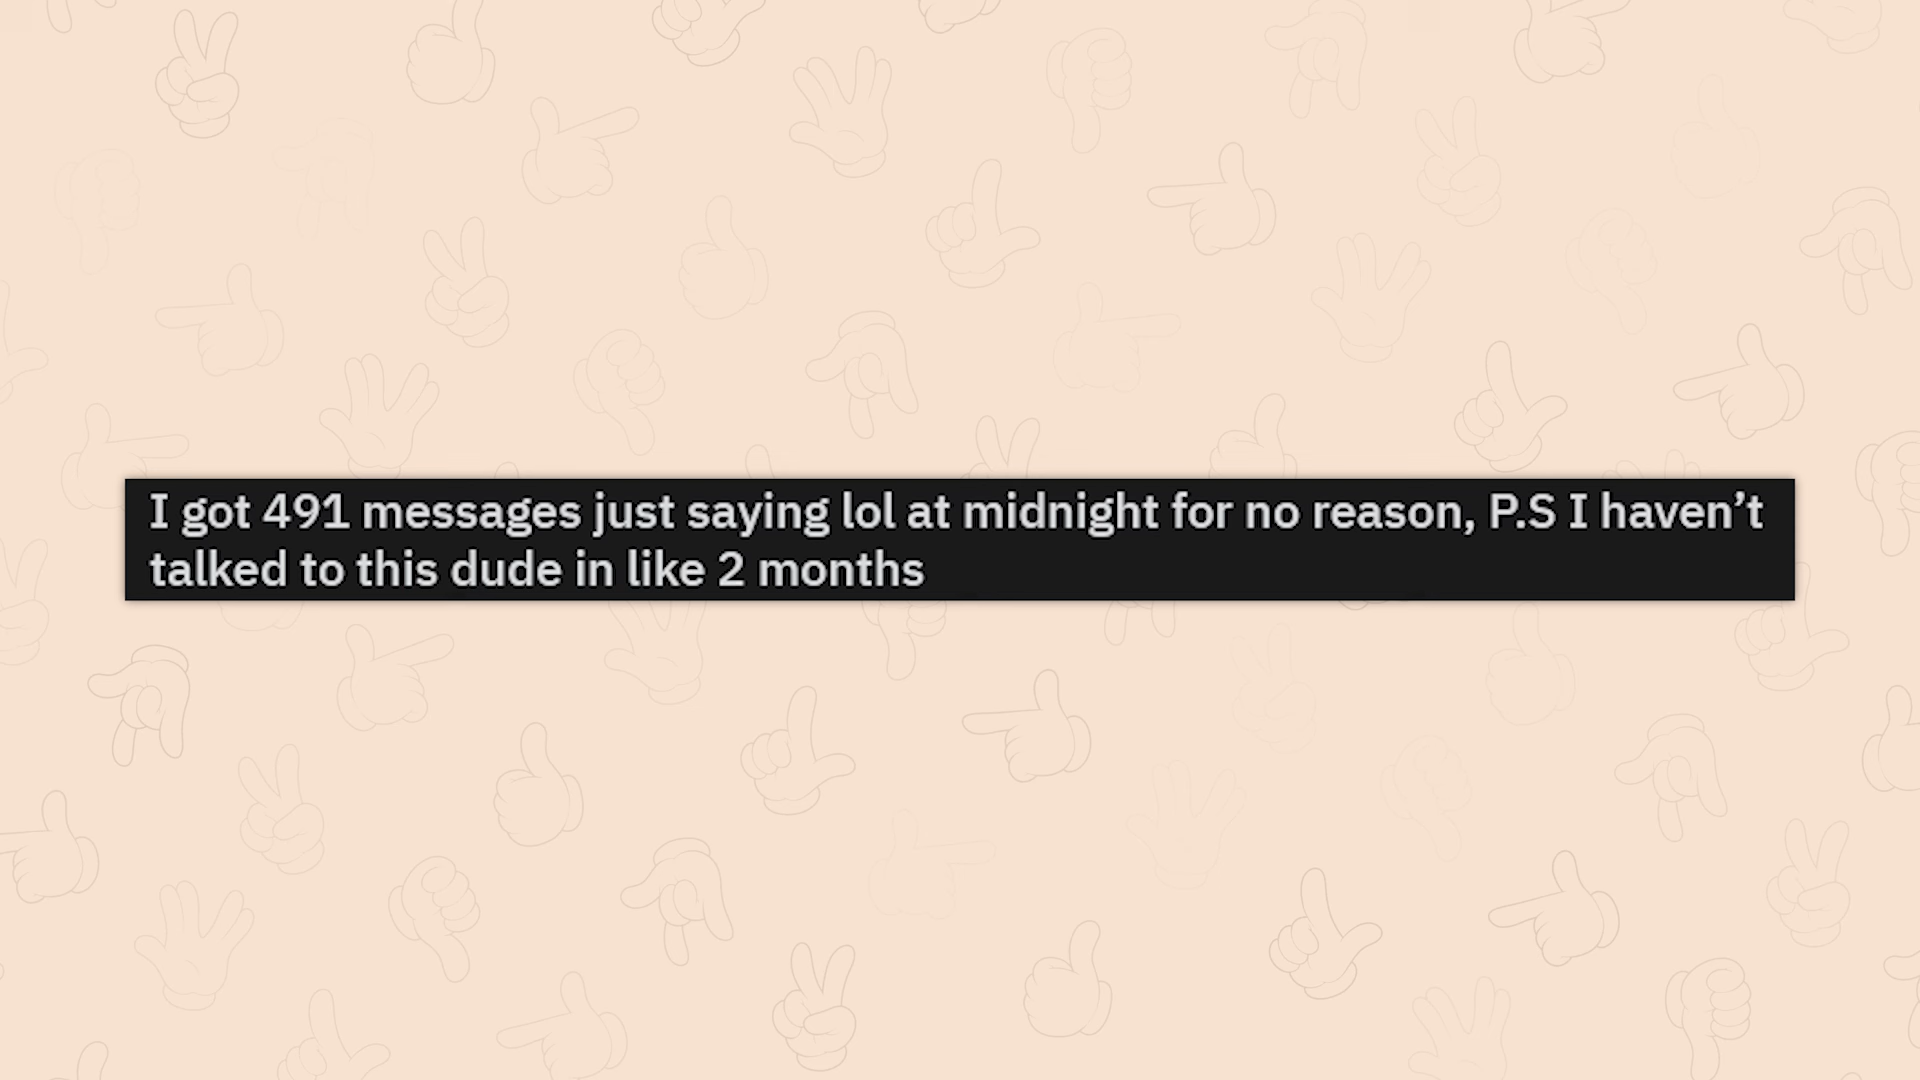 I got 491 messages just saying lol at midnight for no reason, P.S I haven’t
talked to this dude in like 2 months